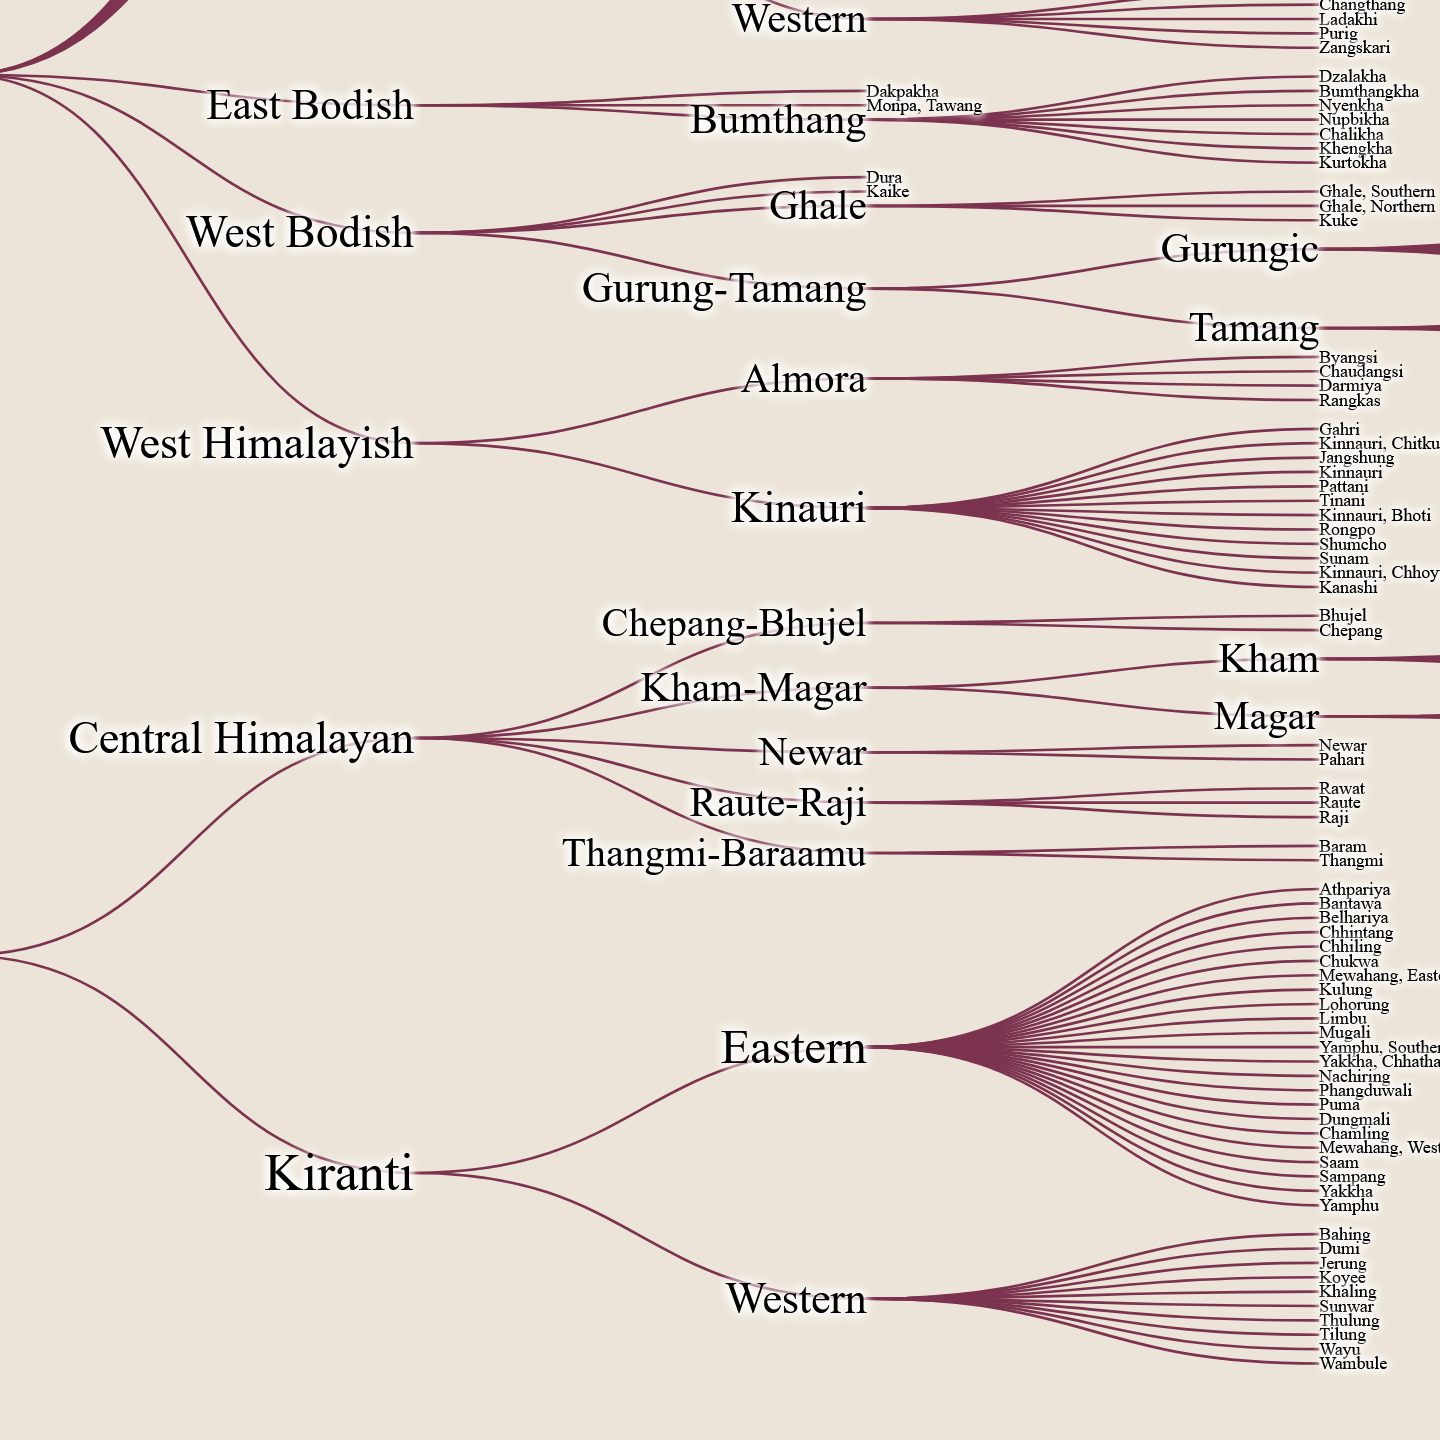 Changthang
Western
Ladakhi
Purig
Zangskari
East Bodish
Dakpakha
Monpa, Tawang
Bumthang
Dzalakha
Bumthangkha
Nyenkha
Nupbikha
Chalikha
Khengkha
Kurtokha
West Bodish
Dura
Kaike
Ghale
Ghale, Southern
Ghale, Northern
Kuke
Gurung-Tamang
Gurungic
Tamang
West Himalayish
Almora
Byangsi
Chaudangsi
Darmiya
Rangkas
Kinauri
Gahri
Kinnauri, Chitku
Jangshung
Kinnauri
Pattani
Tinani
Kinnauri, Bhoti
Rongpo
Shumcho
Sunam
Kinnauri, Chhoy
Kanashi
Central Himalayan
Chepang-Bhujel
Bhujel
Chepang
Kham-Magar
Kham
Magar
Newar
Newar
Pahari
Raute-Raji
Rawat
Raute
Raji
Thangmi-Baraamu
Baram
Thangmi
Kiranti
Eastern
Athpariya
Bantawa
Belhariya
Chhintang
Chhiling
Chukwa
Mewahang, Easte
Kulung
Lohorung
Limbu
Mugali
Yamphu, Souther
Yakkha, Chhatha
Nachiring
Phangduwali
Puma
Dungmali
Chamling
Mewahang, West
Saam
Sampang
Yakkha
Yamphu
Western
Bahing
Dumi
Jerung
Koyee
Khaling
Sunwar
Thulung
Tilung
Wayu
Wambule